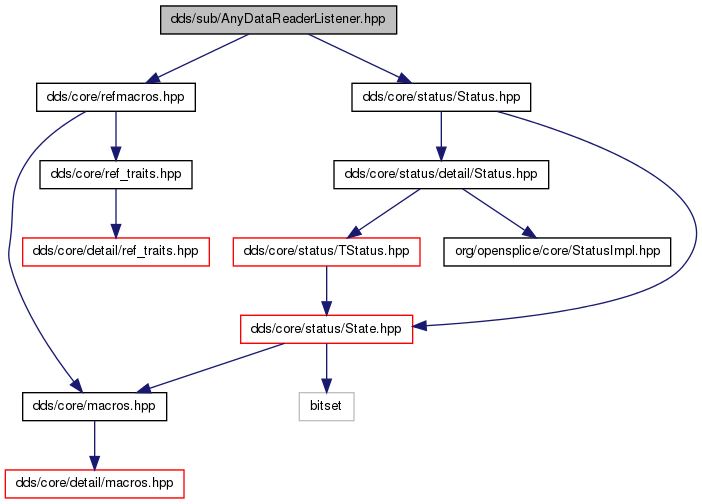 dds/sub/AnyDataReaderListener.hpp
dds/core/refmacros.hpp
dds/core/status/Status.hpp
dds/core/ref_traits.hpp
dds/core/status/detail/Status.hpp
dds/core/detail/ref_traits.hpp
dds/core/status/TStatus.hpp
org/opensplice/core/StatusImpl.hpp
dds/core/status/State.hpp
dds/core/macros.hpp
bitset
dds/core/detail/macros.hpp